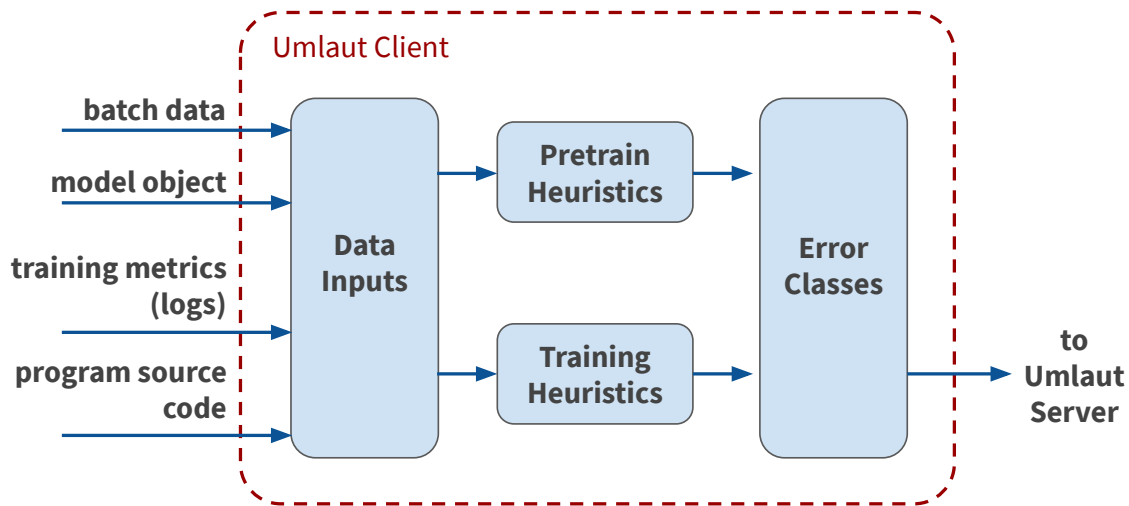 Umlaut Client
batch data
model object
training metrics
(logs)
program source
code
Data
Inputs
Pretrain
Heuristics
Training
Heuristics
Error
Classes
to
Umlaut
Server